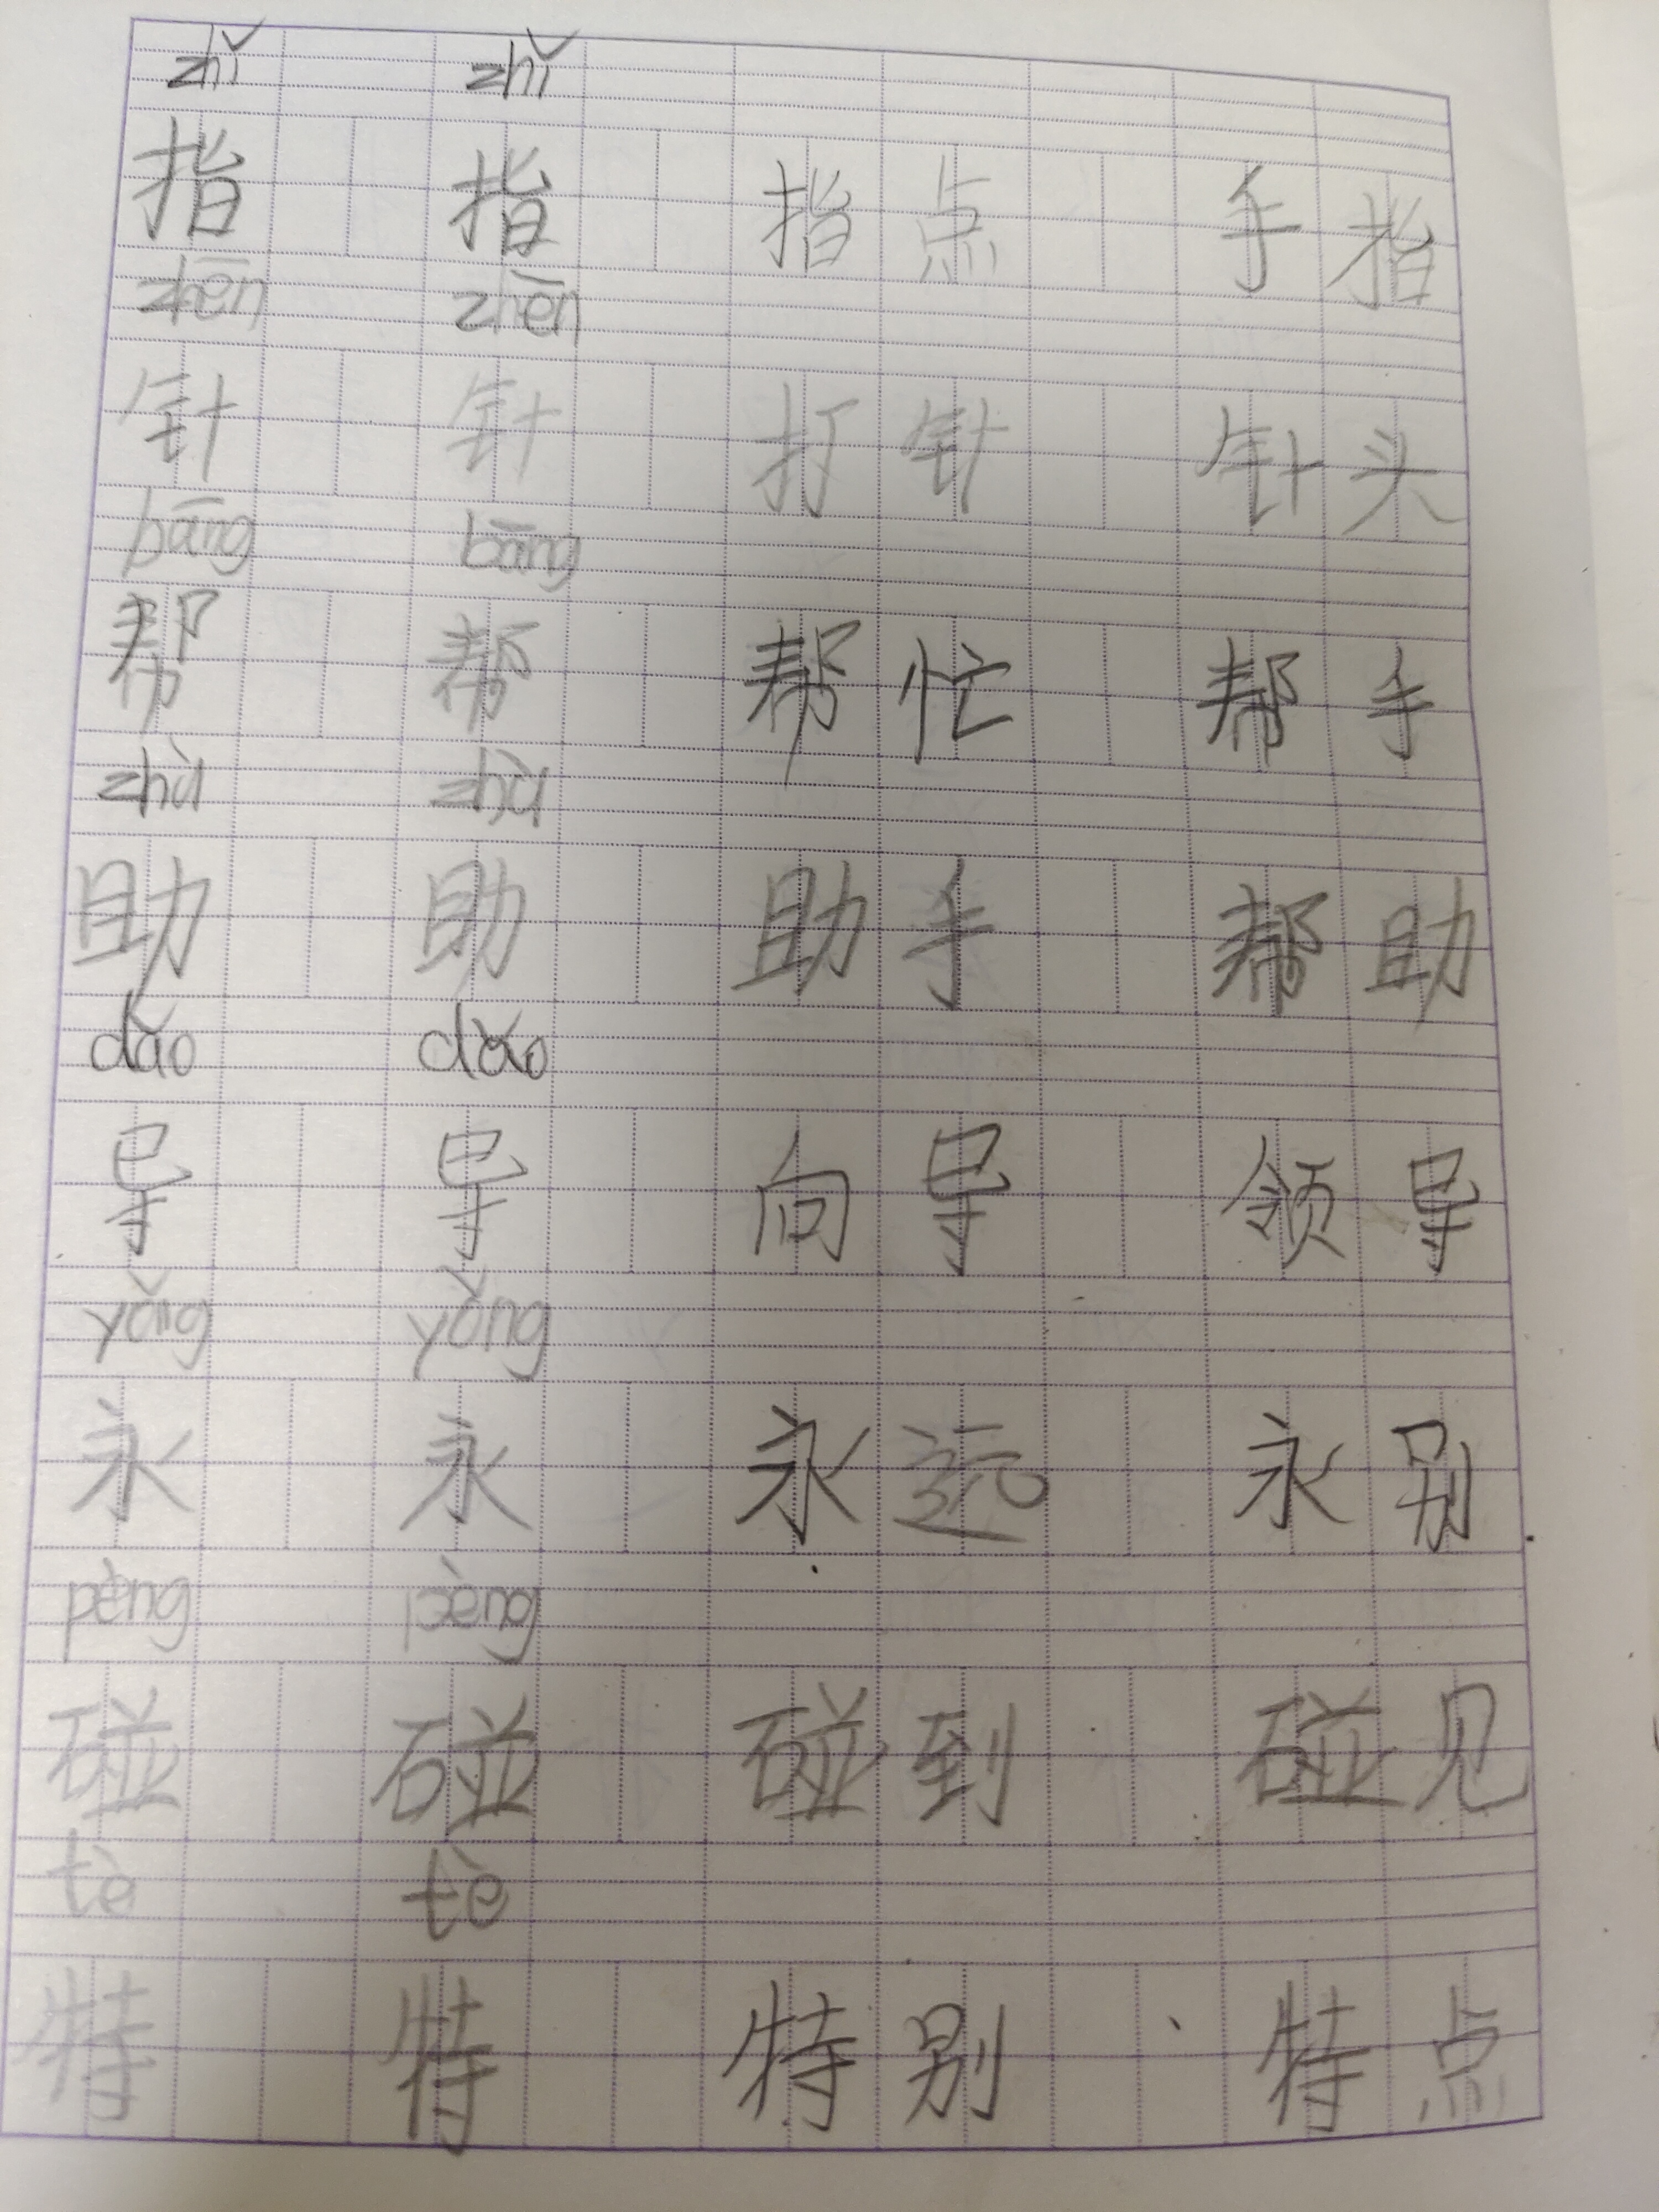 zhǐ zhǐ
指 指 指点 手指
zhēn zhēn
针 针 打针 针头
bāng bāng
帮 帮 帮忙 帮手
zhù zhù
助 助 助手 帮助
dǎo dǎo
导 导 向导 领导
yǒng yǒng
永 永 永远 永别
pèng pèng
碰 碰 碰到 碰见
tè tè
特 特 特别 特点